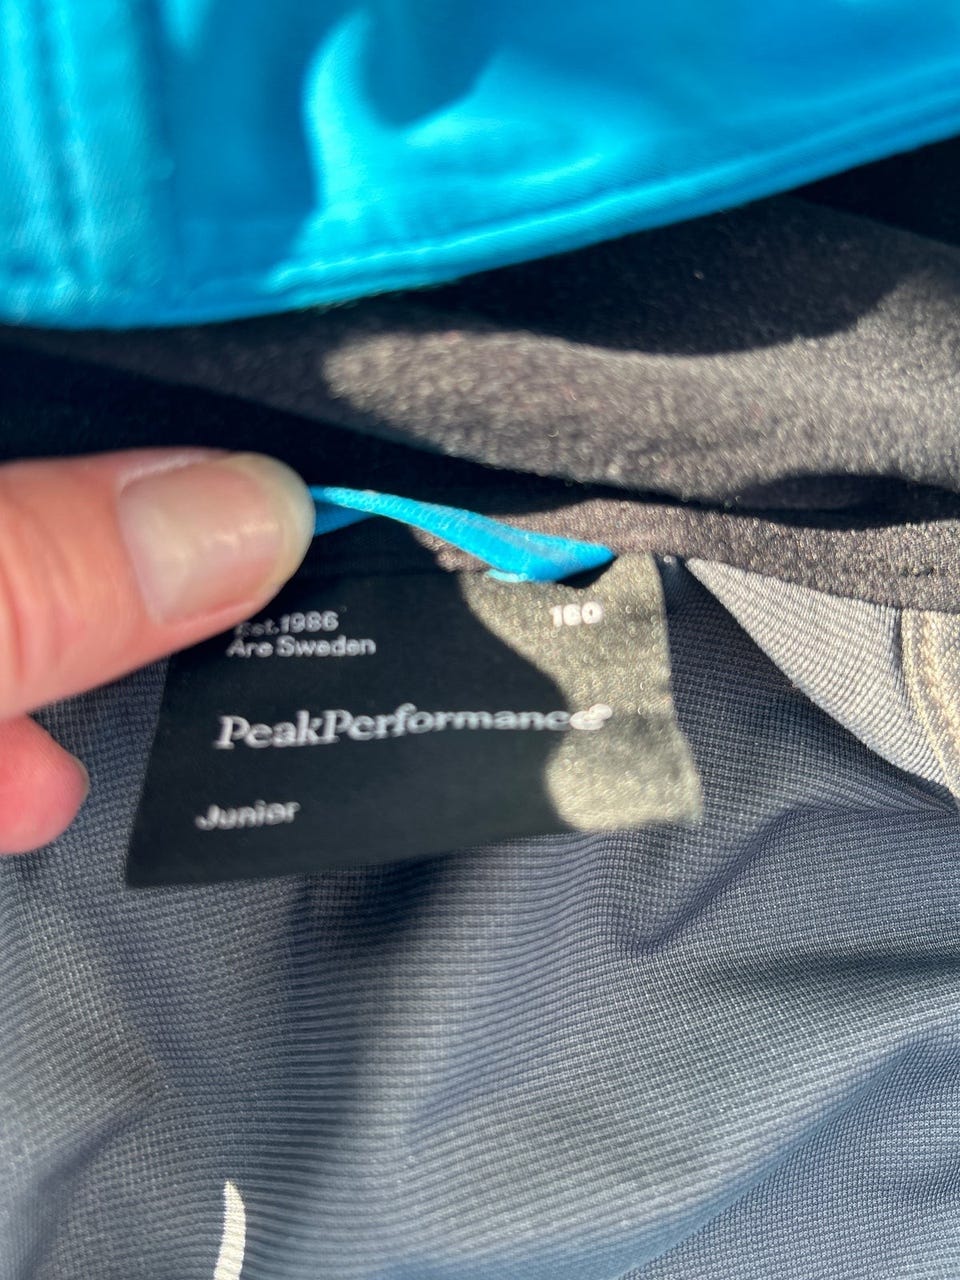 Est.1986
Are Sweden
160
PeakPerformance®
Junior